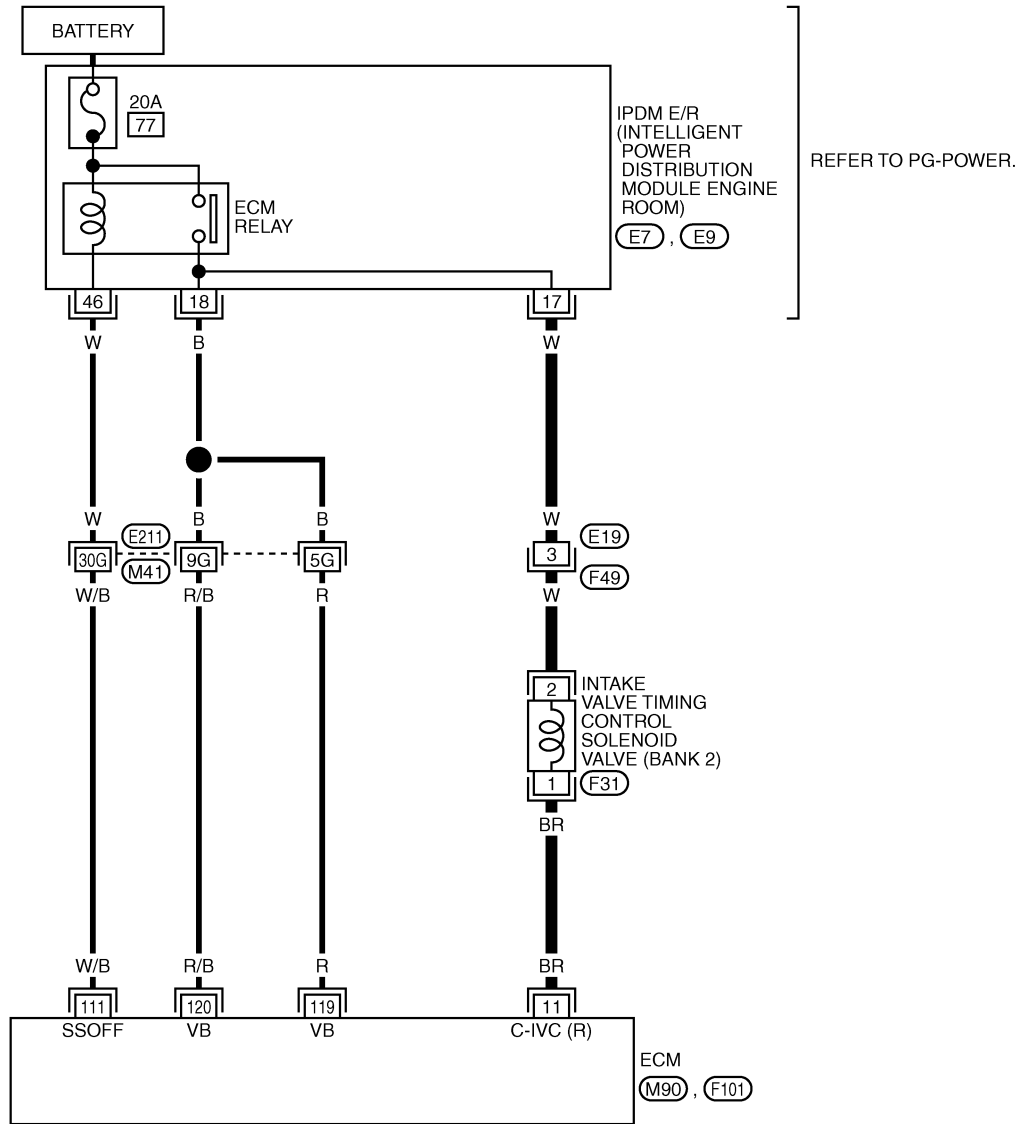 BATTERY
20A
77
ECM
RELAY
IPDM E/R
(INTELLIGENT
POWER
DISTRIBUTION
MODULE ENGINE
ROOM)
E7 , E9
REFER TO PG-POWER.
46 18 17
W B W
W B B W
E211 E19
30G 9G 5G 3
M41 F49
W/B R/B R W
2
INTAKE
VALVE TIMING
CONTROL
SOLENOID
VALVE (BANK 2)
1 F31
BR
W/B R/B R BR
111 120 119 11
SSOFF VB VB C-IVC (R)
ECM
M90 , F101